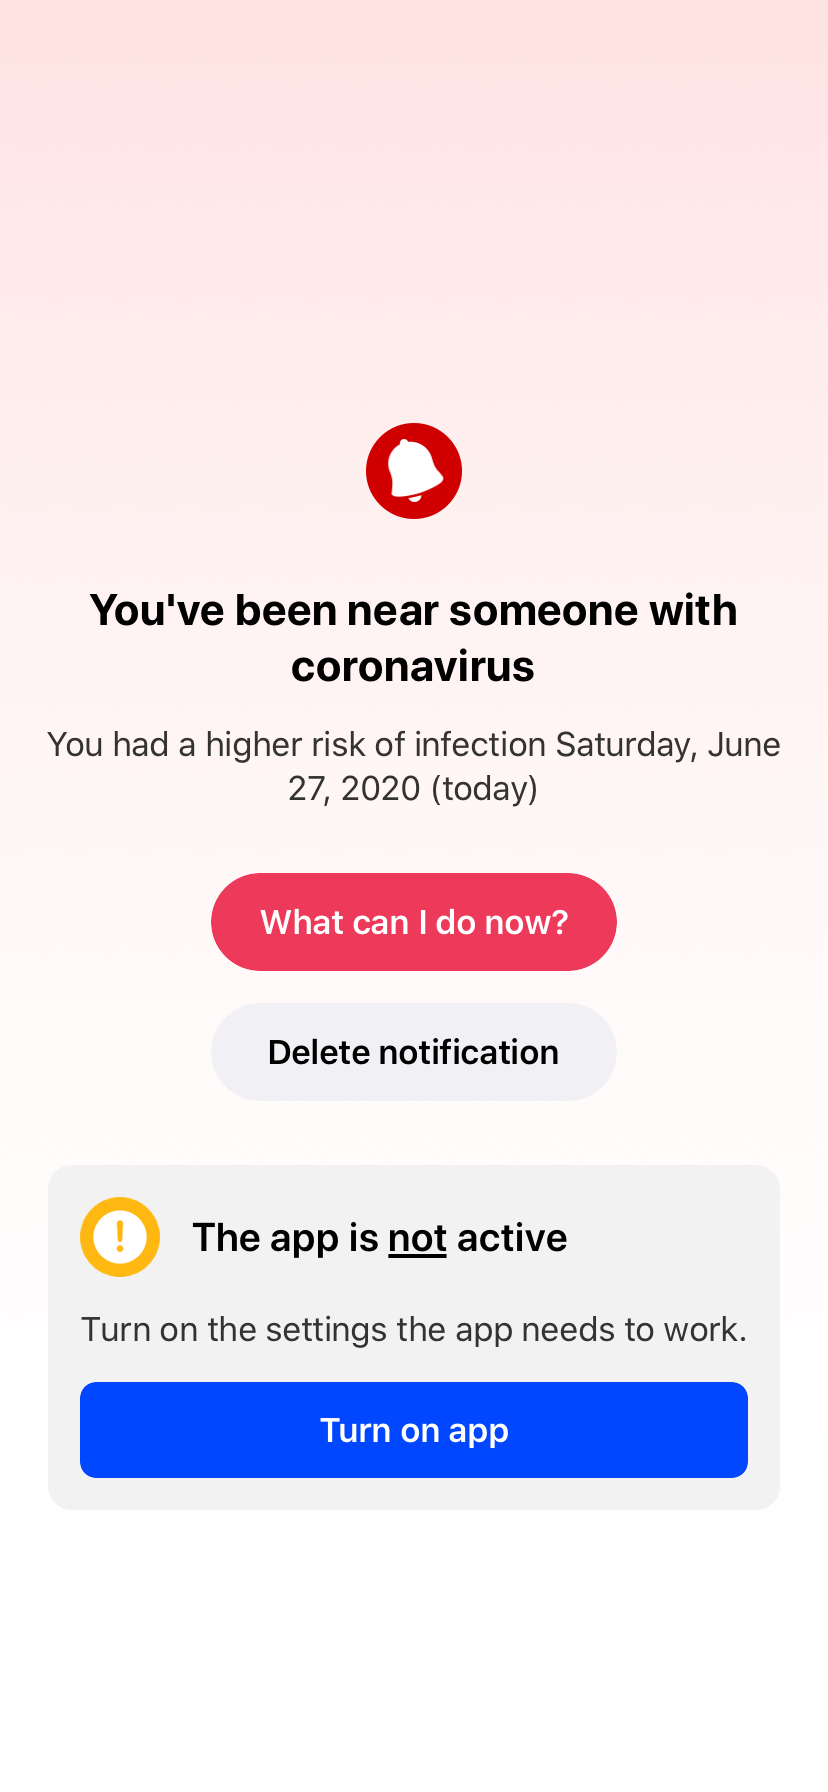 You've been near someone with
coronavirus
You had a higher risk of infection Saturday, June
27, 2020 (today)
What can I do now?
Delete notification
The app is not active
Turn on the settings the app needs to work.
Turn on app